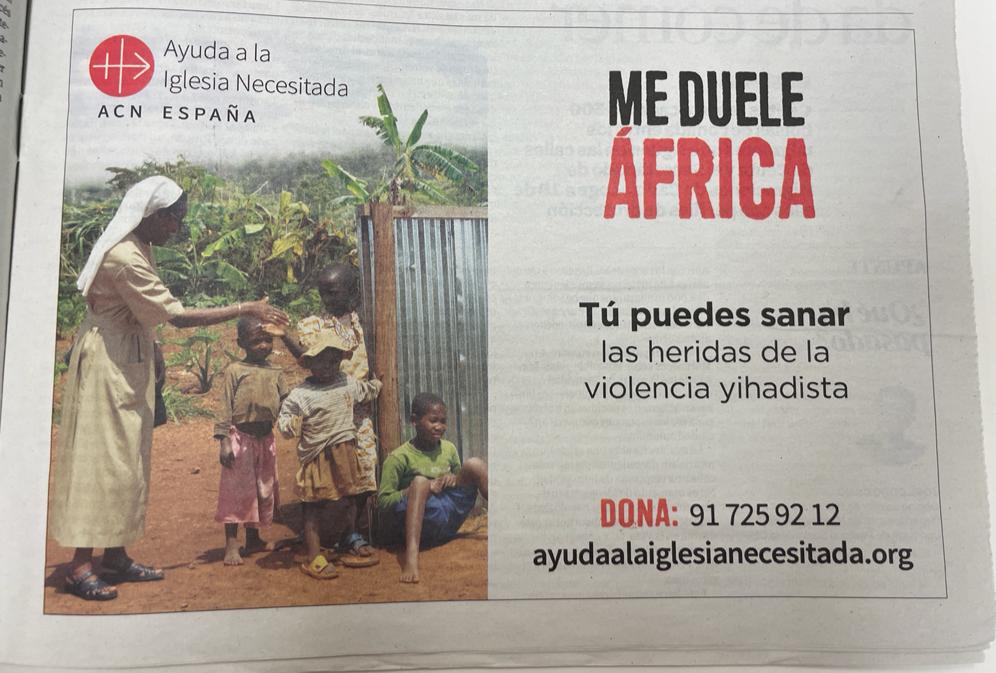 Ayuda a la
Iglesia Necesitada
ACN ESPAÑA
ME DUELE
ÁFRICA
Tú puedes sanar
las heridas de la
violencia yihadista
DONA: 91 725 92 12
ayudaalaiglesianecesitada.org